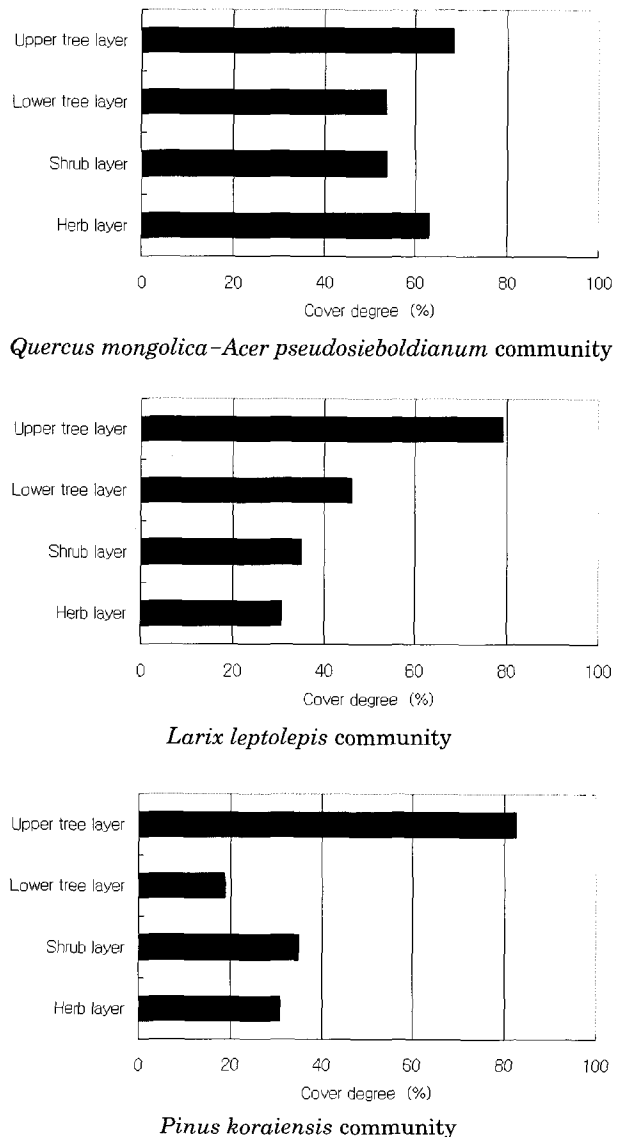 Upper tree layer
Lower tree layer
Shrub layer
Herb layer
0 20 40 60 80 100
Cover degree (%)
Quercus mongolica–Acer pseudosieboldianum community
Upper tree layer
Lower tree layer
Shrub layer
Herb layer
0 20 40 60 80 100
Cover degree (%)
Larix leptolepis community
Upper tree layer
Lower tree layer
Shrub layer
Herb layer
0 20 40 60 80 100
Cover degree (%)
Pinus koraiensis community